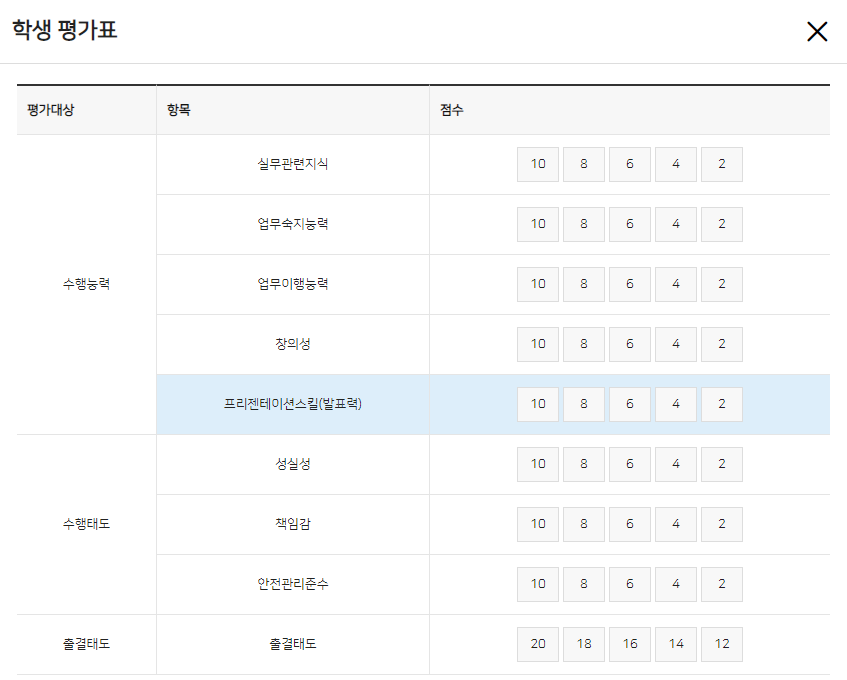 학생 평가표
평가대상 항목 점수
실무관련지식 10 8 6 4 2
업무숙지능력 10 8 6 4 2
수행능력 업무이행능력 10 8 6 4 2
창의성 10 8 6 4 2
프리젠테이션스킬(발표력) 10 8 6 4 2
성실성 10 8 6 4 2
수행태도 책임감 10 8 6 4 2
안전관리준수 10 8 6 4 2
출결태도 출결태도 20 18 16 14 12